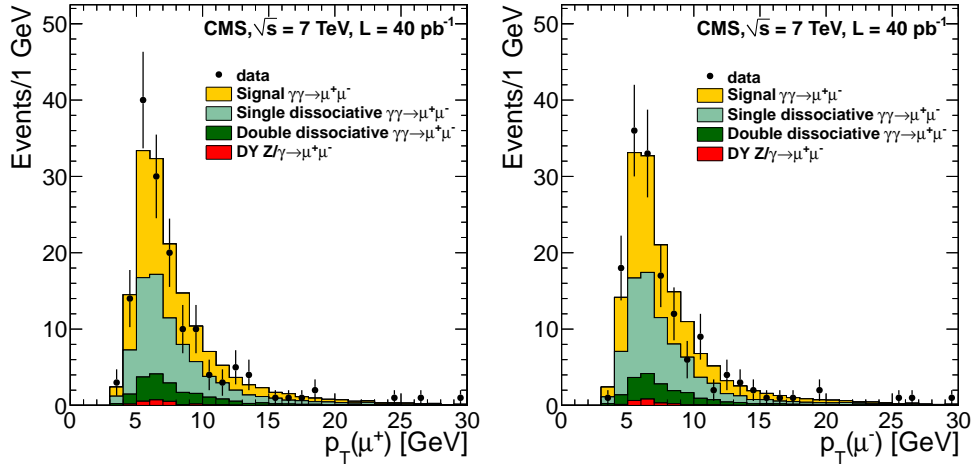 Events/1 GeV
50
40
30
20
10
0
CMS, √s = 7 TeV, L = 40 pb⁻¹
data
Signal γγ→μ⁺μ⁻
Single dissociative γγ→μ⁺μ⁻
Double dissociative γγ→μ⁺μ⁻
DY Z/γ→μ⁺μ⁻
0 5 10 15 20 25 30
p_T(μ⁺) [GeV]
Events/1 GeV
50
40
30
20
10
0
CMS, √s = 7 TeV, L = 40 pb⁻¹
data
Signal γγ→μ⁺μ⁻
Single dissociative γγ→μ⁺μ⁻
Double dissociative γγ→μ⁺μ⁻
DY Z/γ→μ⁺μ⁻
0 5 10 15 20 25 30
p_T(μ⁻) [GeV]